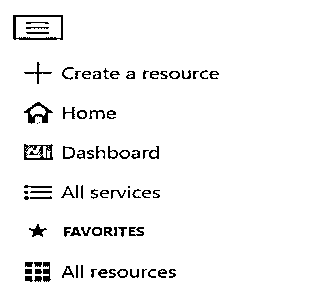 Create a resource
Home
Dashboard
All services
FAVORITES
All resources